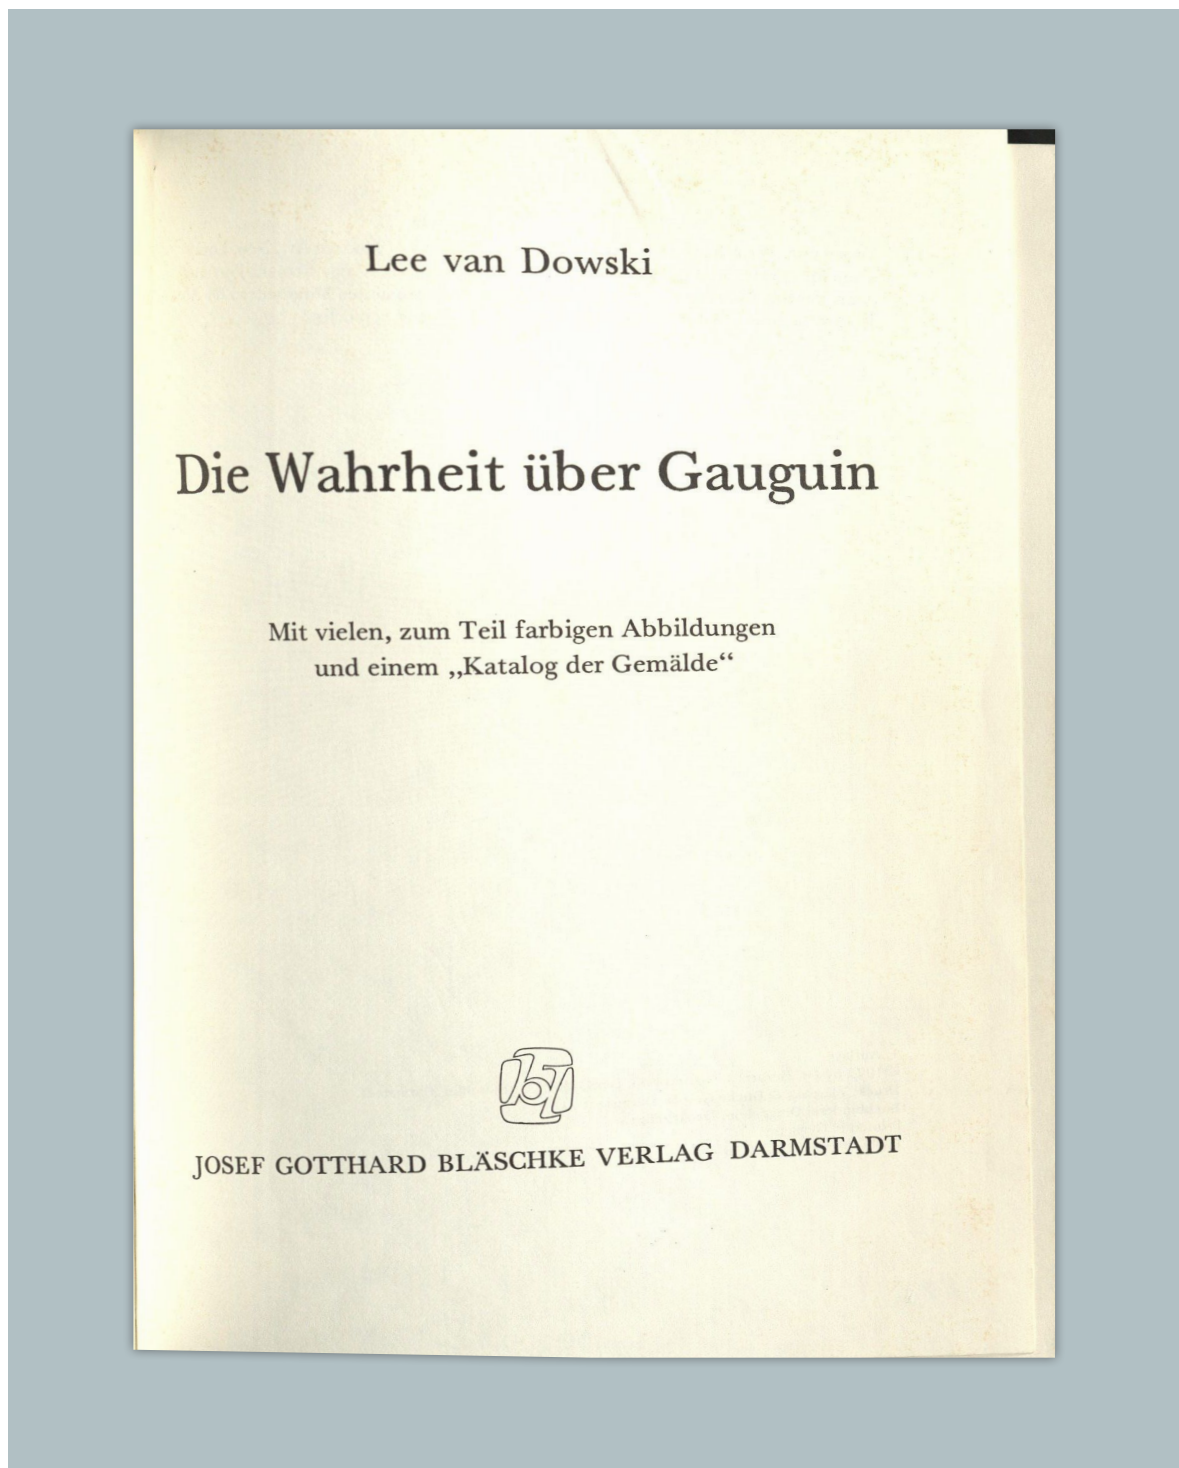 Lee van Dowski
Die Wahrheit über Gauguin
Mit vielen, zum Teil farbigen Abbildungen
und einem „Katalog der Gemälde“
JOSEF GOTTHARD BLÄSCHKE VERLAG DARMSTADT